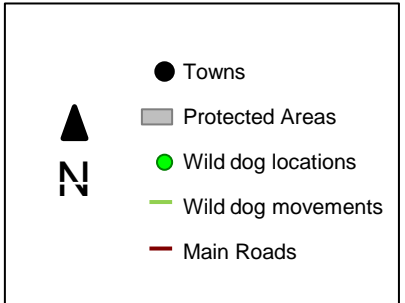 Towns
Protected Areas
N
Wild dog locations
Wild dog movements
Main Roads